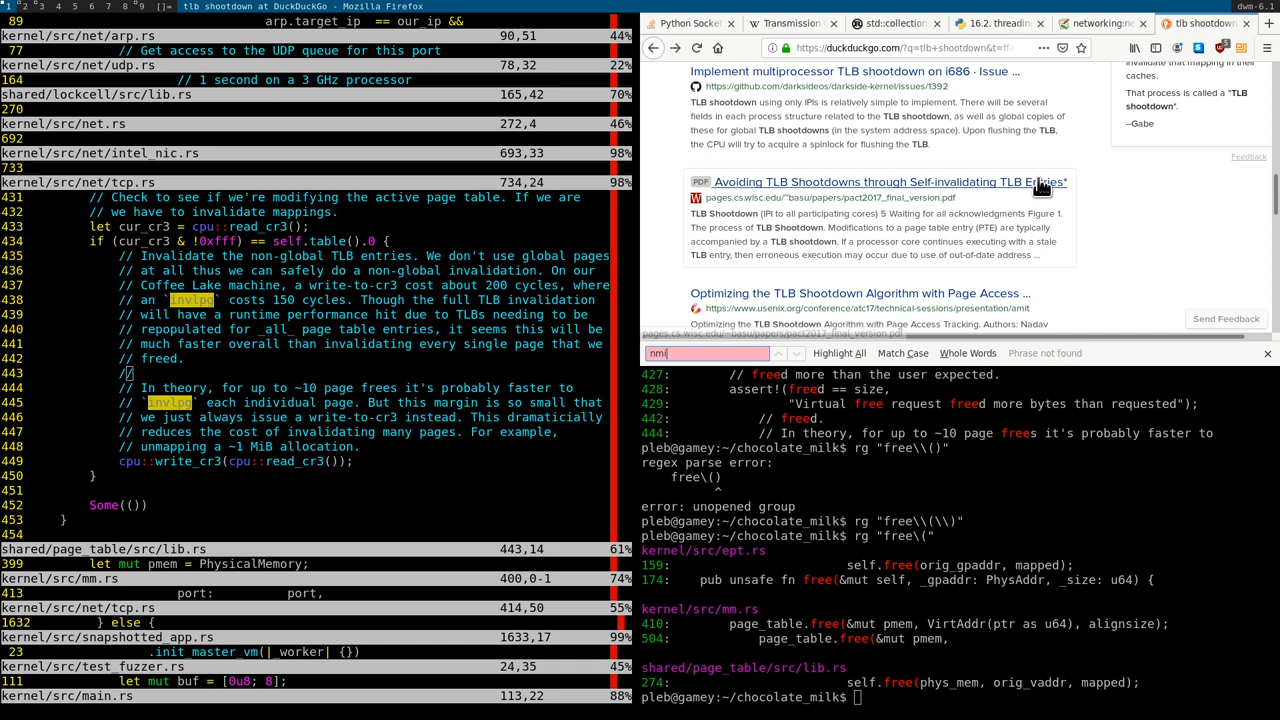 1 2 3 4 5 6 7 8 9 []= tlb shootdown at DuckDuckGo - Mozilla Firefox dwm-6.1
89 arp.target_ip == our_ip &&
kernel/src/net/arp.rs 90,51 44%
77 // Get access to the UDP queue for this port
kernel/src/net/udp.rs 78,32 22%
164 // 1 second on a 3 GHz processor
shared/lockcell/src/lib.rs 165,42 70%
270
kernel/src/net.rs 272,4 46%
692
kernel/src/net/intel_nic.rs 693,33 98%
733
kernel/src/net/tcp.rs 734,24 98%
431 // Check to see if we're modifying the active page table. If we are
432 // we have to invalidate mappings.
433 let cur_cr3 = cpu::read_cr3();
434 if (cur_cr3 & !0xfff) == self.table().0 {
435 // Invalidate the non-global TLB entries. We don't use global pages
436 // at all thus we can safely do a non-global invalidation. On our
437 // Coffee Lake machine, a write-to-cr3 cost about 200 cycles, where
438 // an `invlpg` costs 150 cycles. Though the full TLB invalidation
439 // will have a runtime performance hit due to TLBs needing to be
440 // repopulated for _all_ page table entries, it seems this will be
441 // much faster overall than invalidating every single page that we
442 // freed.
443 //
444 // In theory, for up to ~10 page frees it's probably faster to
445 // `invlpg` each individual page. But this margin is so small that
446 // we just always issue a write-to-cr3 instead. This dramatically
447 // reduces the cost of invalidating many pages. For example,
448 // unmapping a ~1 MiB allocation.
449 cpu::write_cr3(cpu::read_cr3());
450 }
451
452 Some(())
453 }
454
shared/page_table/src/lib.rs 443,14 61%
399 let mut pmem = PhysicalMemory;
kernel/src/mm.rs 400,0-1 74%
413 port: port,
kernel/src/net/tcp.rs 414,50 55%
1632 } else {
kernel/src/snapshotted_app.rs 1633,17 99%
23 .init_master_vm(|_worker| {})
kernel/src/test_fuzzer.rs 24,35 45%
111 let mut buf = [0u8; 8];
kernel/src/main.rs 113,22 88%
Python Socket Transmission C std::collection 16.2. threading networking:ne tlb shootdown
https://duckduckgo.com/?q=tlb+shootdown&t=ffa
Implement multiprocessor TLB shootdown on i686 · Issue ...
https://github.com/darksideos/darkside-kernel/issues/1392
TLB shootdown using only IPIs is relatively simple to implement. There will be several
fields in each process structure related to the TLB shootdown, as well as global copies of
these for global TLB shootdowns (in the system address space). Upon flushing the TLB,
the CPU will try to acquire a spinlock for flushing the TLB.
PDF Avoiding TLB Shootdowns through Self-invalidating TLB Entries*
pages.cs.wisc.edu/~basu/papers/pact2017_final_version.pdf
TLB Shootdown (IPI to all participating cores) 5 Waiting for all acknowledgments Figure 1.
The process of TLB Shootdown. Modifications to a page table entry (PTE) are typically
accompanied by a TLB shootdown. If a processor core continues executing with a stale
TLB entry, then erroneous execution may occur due to use of out-of-date address ...
Optimizing the TLB Shootdown Algorithm with Page Access ...
https://www.usenix.org/conference/atc17/technical-sessions/presentation/amit
Optimizing the TLB Shootdown Algorithm with Page Access Tracking. Authors: Nadav
pages.cs.wisc.edu/~basu/papers/pact2017_final_version.pdf
invalidate that mapping in their
caches.
That process is called a "TLB
shootdown".
--Gabe
Feedback
Send Feedback
nmi Highlight All Match Case Whole Words Phrase not found
427: // freed more than the user expected.
428: assert!(freed == size,
429: "Virtual free request freed more bytes than requested");
442: // freed.
444: // In theory, for up to ~10 page frees it's probably faster to
pleb@gamey:~/chocolate_milk$ rg "free\\()"
regex parse error:
free\()
^
error: unopened group
pleb@gamey:~/chocolate_milk$ rg "free\\(\\)"
pleb@gamey:~/chocolate_milk$ rg "free\("
kernel/src/ept.rs
159: self.free(orig_gpaddr, mapped);
174: pub unsafe fn free(&mut self, _gpaddr: PhysAddr, _size: u64) {
kernel/src/mm.rs
410: page_table.free(&mut pmem, VirtAddr(ptr as u64), alignsize);
504: page_table.free(&mut pmem,
shared/page_table/src/lib.rs
274: self.free(phys_mem, orig_vaddr, mapped);
pleb@gamey:~/chocolate_milk$